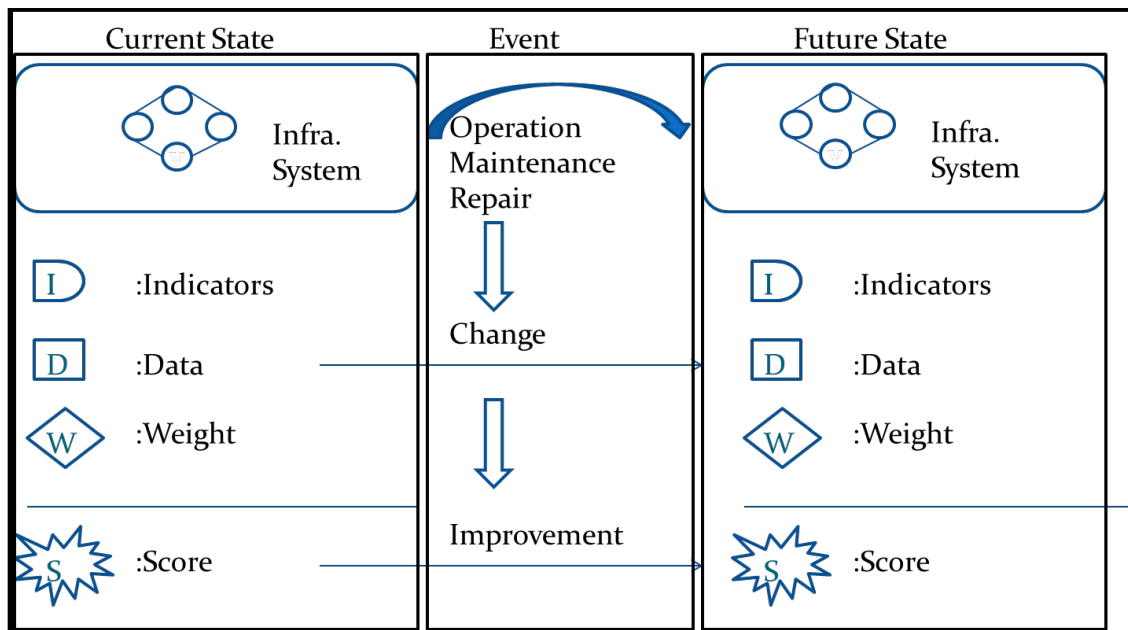 Current State
Event
Future State
Infra.
System
Operation
Maintenance
Repair
Infra.
System
I :Indicators
D :Data
W :Weight
S :Score
Change
Improvement
I :Indicators
D :Data
W :Weight
S :Score